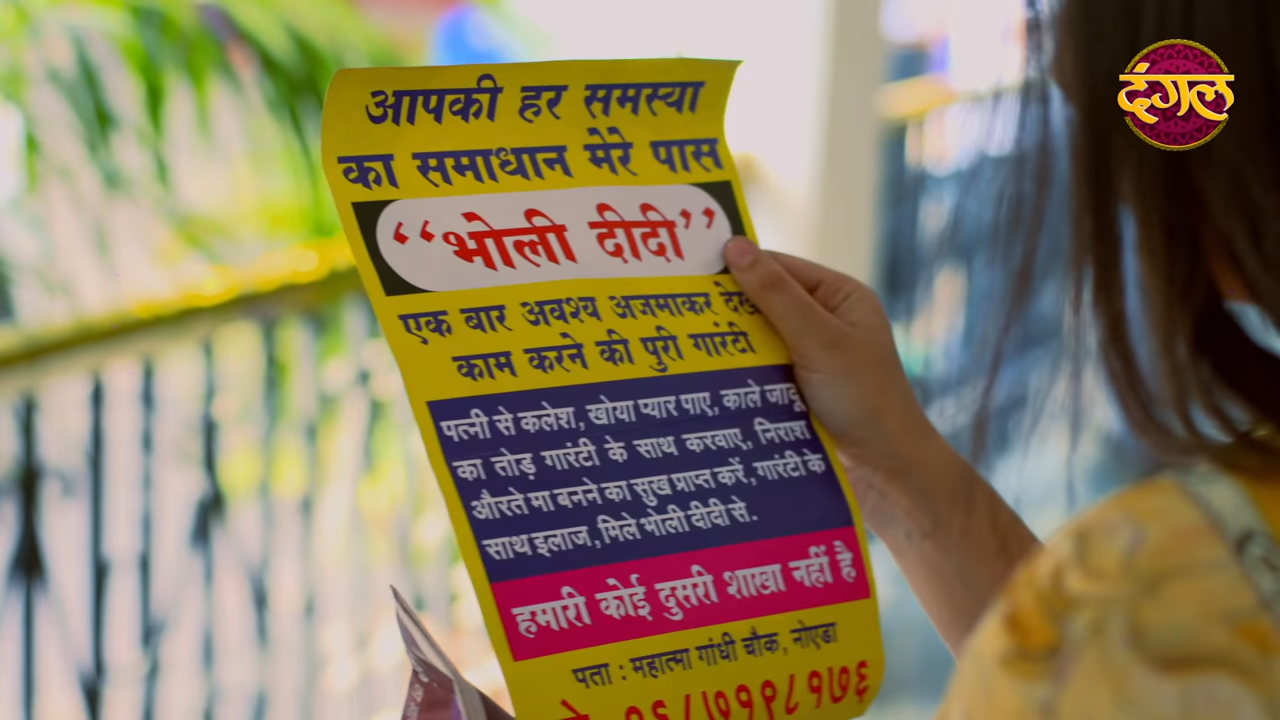 दंगल
आपकी हर समस्या
का समाधान मेरे पास
“भोली दीदी”
एक बार अवश्य अजमाकर
काम करने की पुरी गारंटी
पत्नी से कलेश, खोया प्यार पाए, काले जादू
का तोड़ गारंटी के साथ करवाए, निराश
औरते मा बनने का सुख प्राप्त करें, गारंटी के
साथ इलाज, मिले भोली दीदी से.
हमारी कोई दुसरी शाखा नहीं है
पता : महात्मा गांधी चौक, नोएडा